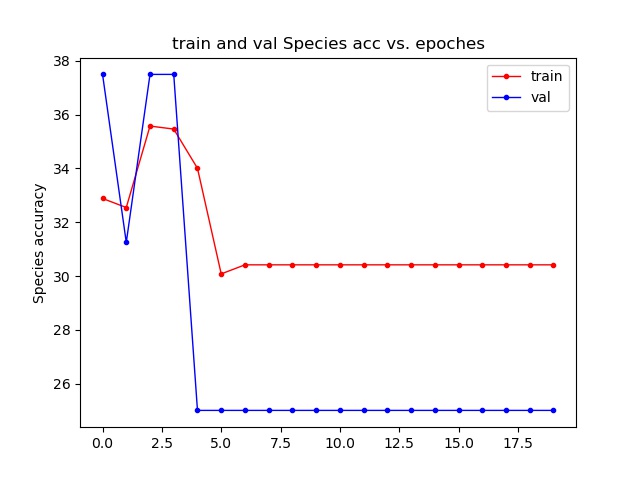 train and val Species acc vs. epoches
train
val
Species accuracy
38
36
34
32
30
28
26
0.0 2.5 5.0 7.5 10.0 12.5 15.0 17.5